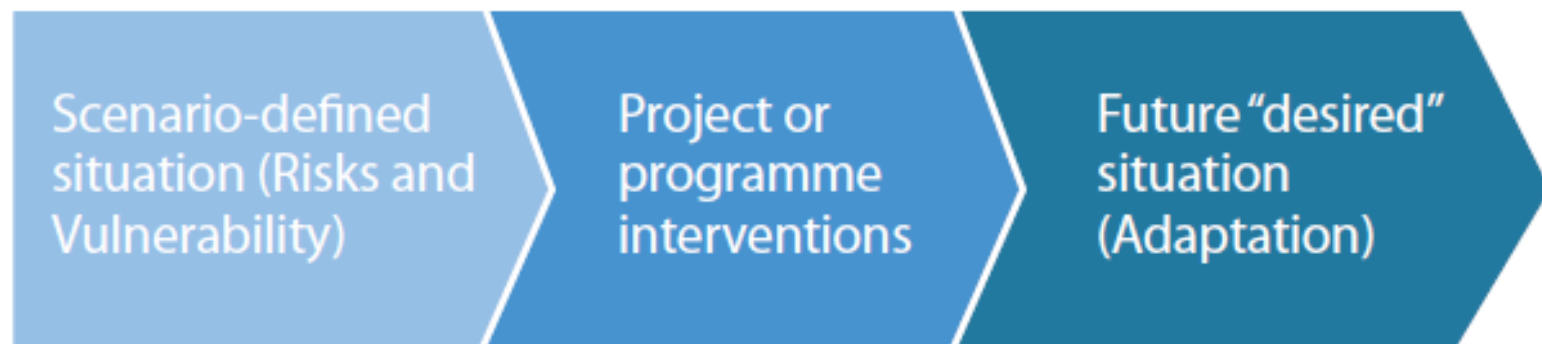 Scenario-defined
situation (Risks and
Vulnerability)
Project or
programme
interventions
Future “desired”
situation
(Adaptation)